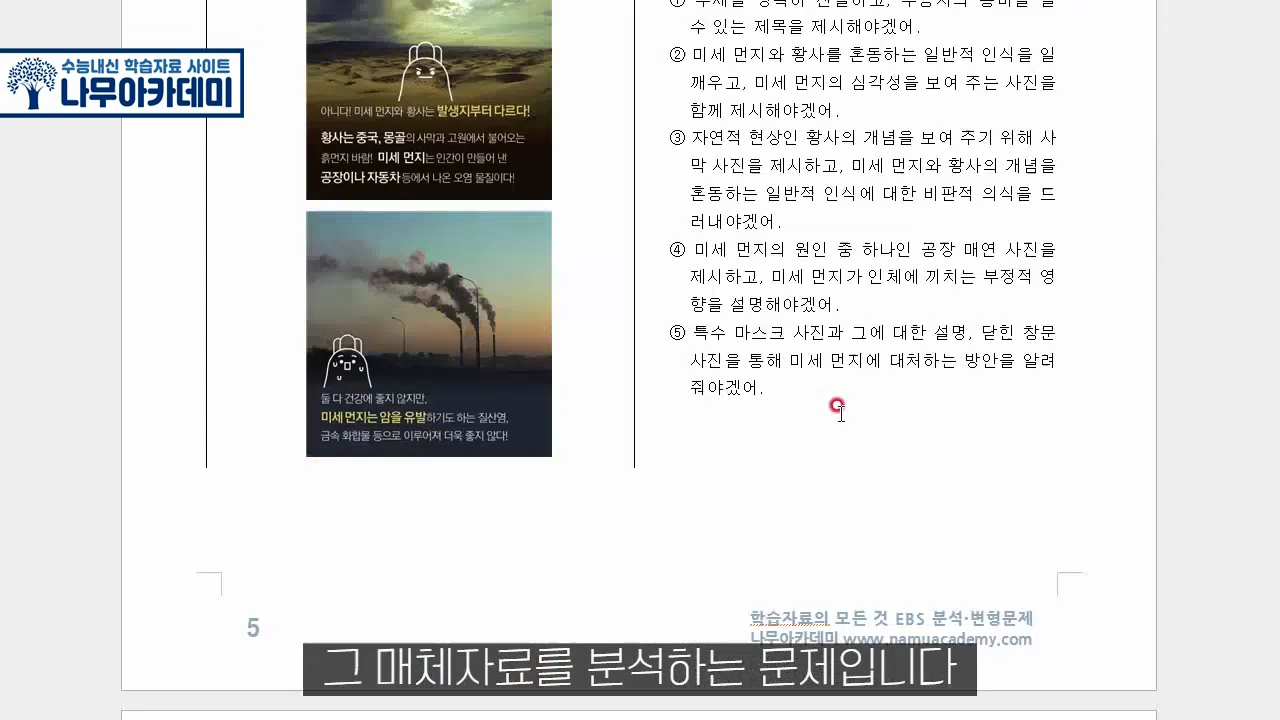 수능내신 학습자료 사이트
나무아카데미
아니다! 미세 먼지와 황사는 발생지부터 다르다!
황사는 중국, 몽골의 사막과 고원에서 불어오는
흙먼지 바람! 미세 먼지는 인간이 만들어 낸
공장이나 자동차 등에서 나온 오염 물질이다!
둘 다 건강에 좋지 않지만,
미세 먼지는 암을 유발하기도 하는 질산염,
금속 화합물 등으로 이루어져 더욱 좋지 않다!
수 있는 제목을 제시해야겠어.
② 미세 먼지와 황사를 혼동하는 일반적 인식을 일
깨우고, 미세 먼지의 심각성을 보여 주는 사진을
함께 제시해야겠어.
③ 자연적 현상인 황사의 개념을 보여 주기 위해 사
막 사진을 제시하고, 미세 먼지와 황사의 개념을
혼동하는 일반적 인식에 대한 비판적 의식을 드
러내야겠어.
④ 미세 먼지의 원인 중 하나인 공장 매연 사진을
제시하고, 미세 먼지가 인체에 끼치는 부정적 영
향을 설명해야겠어.
⑤ 특수 마스크 사진과 그에 대한 설명, 닫힌 창문
사진을 통해 미세 먼지에 대처하는 방안을 알려
줘야겠어.
5
학습자료의 모든 것 EBS 분석·변형문제
나무아카데미 www.namuacademy.com
그 매체자료를 분석하는 문제입니다